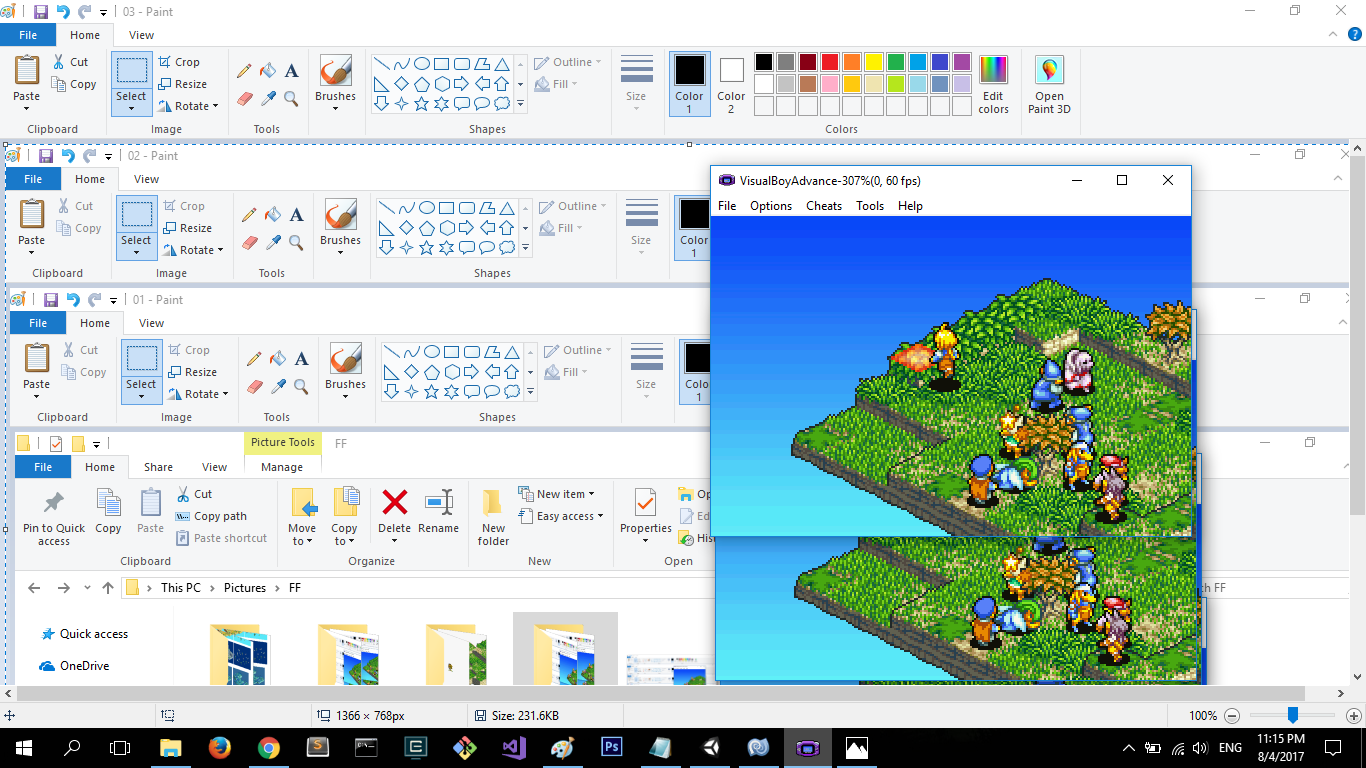 03 - Paint
File Home View
Paste Cut Copy Select Crop Resize Rotate A Brushes Outline Fill Size Color 1 Color 2 Edit colors Open Paint 3D
Clipboard Image Tools Shapes Colors
02 - Paint
File Home View
Paste Cut Copy Select Crop Resize Rotate A Brushes Outline Fill Size Color 1
Clipboard Image Tools Shapes
VisualBoyAdvance-307%(0, 60 fps)
File Options Cheats Tools Help
01 - Paint
File Home View
Paste Cut Copy Select Crop Resize Rotate A Brushes Outline Fill Size Colo 1
Clipboard Image Tools Shapes
Picture Tools FF
File Home Share View Manage
Pin to Quick access Copy Paste Cut Copy path Paste shortcut Move to Copy to Delete Rename New folder New item Easy access Properties Op Edi His
Clipboard Organize New Open
This PC Pictures FF
FF
Quick access
OneDrive
1366 × 768px Size: 231.6KB 100%
ENG 11:15 PM
8/4/2017